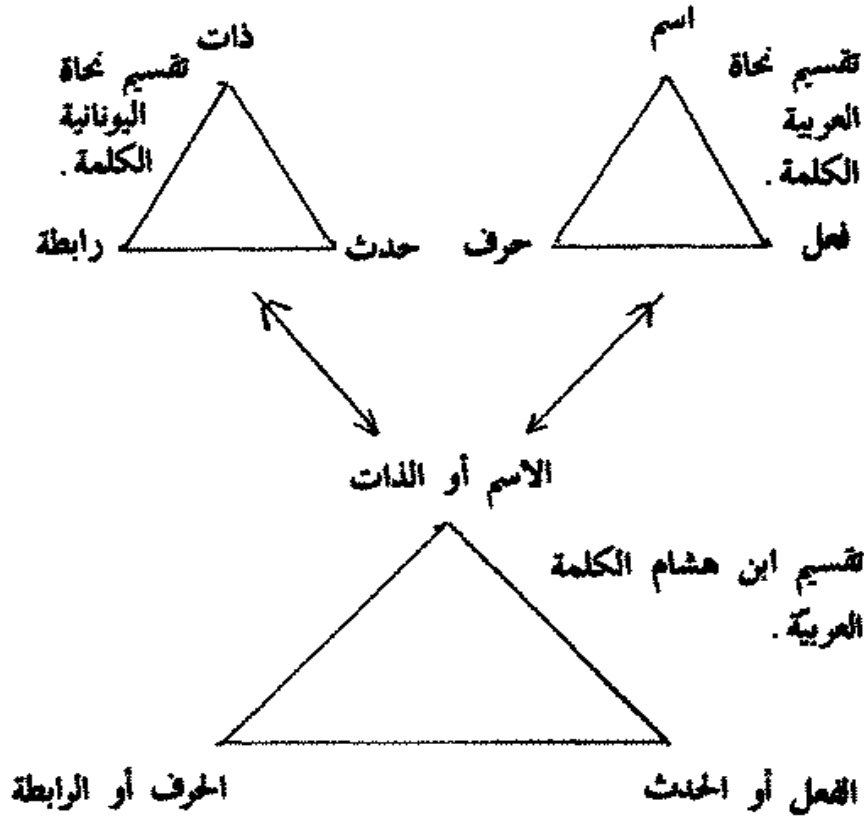 اسم
تقسيم نحاة
العربية
الكلمة .
فعل
حرف
ذات
تقسيم نحاة
اليونانية
الكلمة .
حدث
رابطة
الاسم أو الذات
تقسيم ابن هشام الكلمة
العربيّة .
الفعل أو الحدث
الحرف أو الرابطة